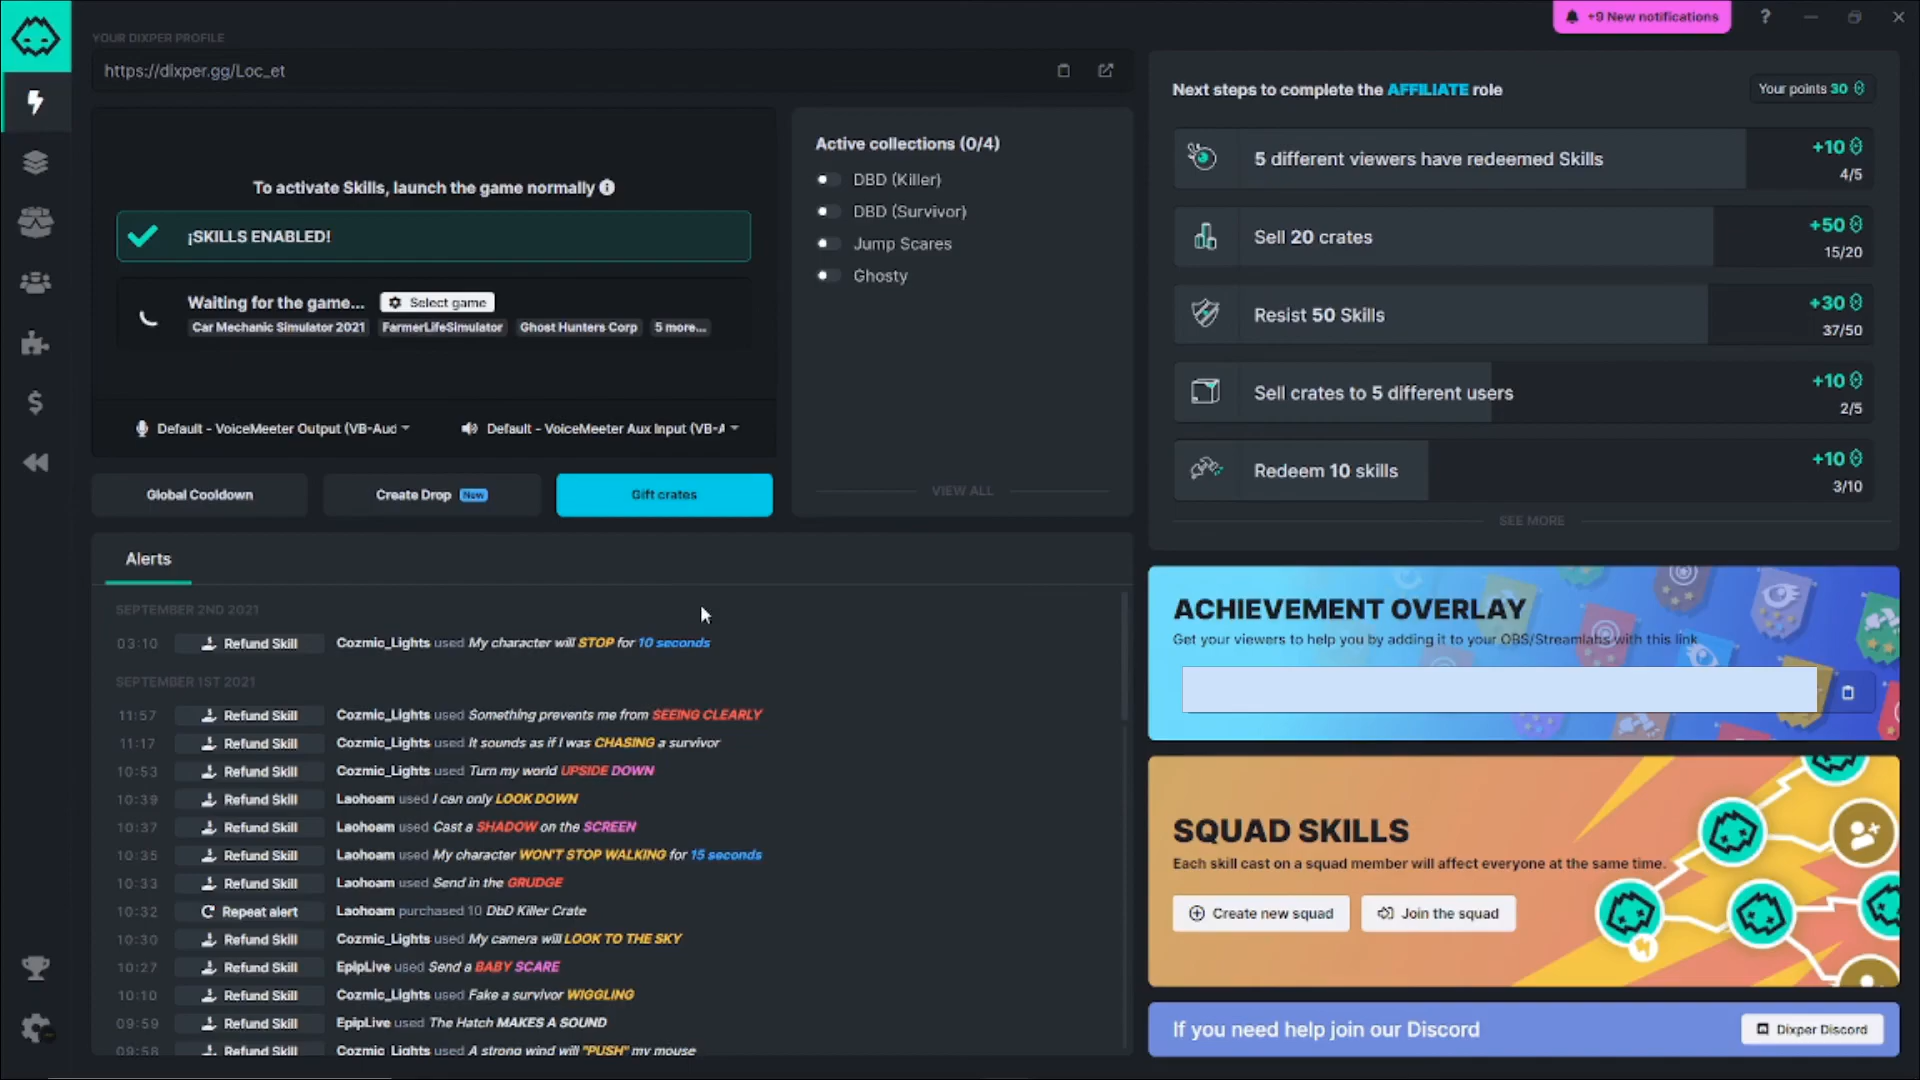 YOUR DIXPER PROFILE
https://dixper.gg/Loc_et
+9 New notifications
?
To activate Skills, launch the game normally
¡SKILLS ENABLED!
Waiting for the game... Select game
Car Mechanic Simulator 2021 FarmerLifeSimulator Ghost Hunters Corp 5 more...
Default - VoiceMeeter Output (VB-Aud
Default - VoiceMeeter Aux Input (VB-A
Global Cooldown
Create Drop New
Gift crates
Active collections (0/4)
DBD (Killer)
DBD (Survivor)
Jump Scares
Ghosty
VIEW ALL
Next steps to complete the AFFILIATE role
Your points 30
5 different viewers have redeemed Skills
+10
4/5
Sell 20 crates
+50
15/20
Resist 50 Skills
+30
37/50
Sell crates to 5 different users
+10
2/5
Redeem 10 skills
+10
3/10
SEE MORE
Alerts
SEPTEMBER 2ND 2021
03:10 Refund Skill Cozmic_Lights used My character will STOP for 10 seconds
SEPTEMBER 1ST 2021
11:57 Refund Skill Cozmic_Lights used Something prevents me from SEEING CLEARLY
11:17 Refund Skill Cozmic_Lights used It sounds as if I was CHASING a survivor
10:53 Refund Skill Cozmic_Lights used Turn my world UPSIDE DOWN
10:39 Refund Skill Laohoam used I can only LOOK DOWN
10:37 Refund Skill Laohoam used Cast a SHADOW on the SCREEN
10:35 Refund Skill Laohoam used My character WON'T STOP WALKING for 15 seconds
10:33 Refund Skill Laohoam used Send in the GRUDGE
10:32 Repeat alert Laohoam purchased 10 DbD Killer Crate
10:30 Refund Skill Cozmic_Lights used My camera will LOOK TO THE SKY
10:27 Refund Skill EpipLive used Send a BABY SCARE
10:10 Refund Skill Cozmic_Lights used Fake a survivor WIGGLING
09:59 Refund Skill EpipLive used The Hatch MAKES A SOUND
09:58 Refund Skill Cozmic_Lights used A strong wind will "PUSH" my mouse
ACHIEVEMENT OVERLAY
Get your viewers to help you by adding it to your OBS/Streamlabs with this link
SQUAD SKILLS
Each skill cast on a squad member will affect everyone at the same time.
Create new squad
Join the squad
If you need help join our Discord
Dixper Discord